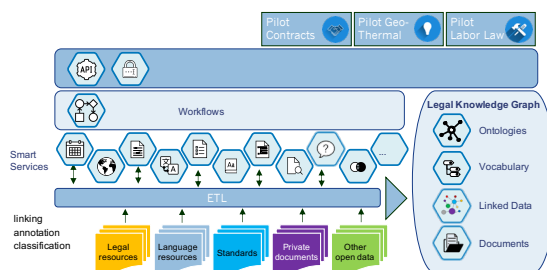 Pilot
Contracts
Pilot Geo-
Thermal
Pilot
Labor Law
API
Workflows
Legal Knowledge Graph
Ontologies
Vocabulary
Linked Data
Documents
Smart
Services
A
Aa
?
...
ETL
linking
annotation
classification
Legal
resources
Language
resources
Standards
Private
documents
Other
open data